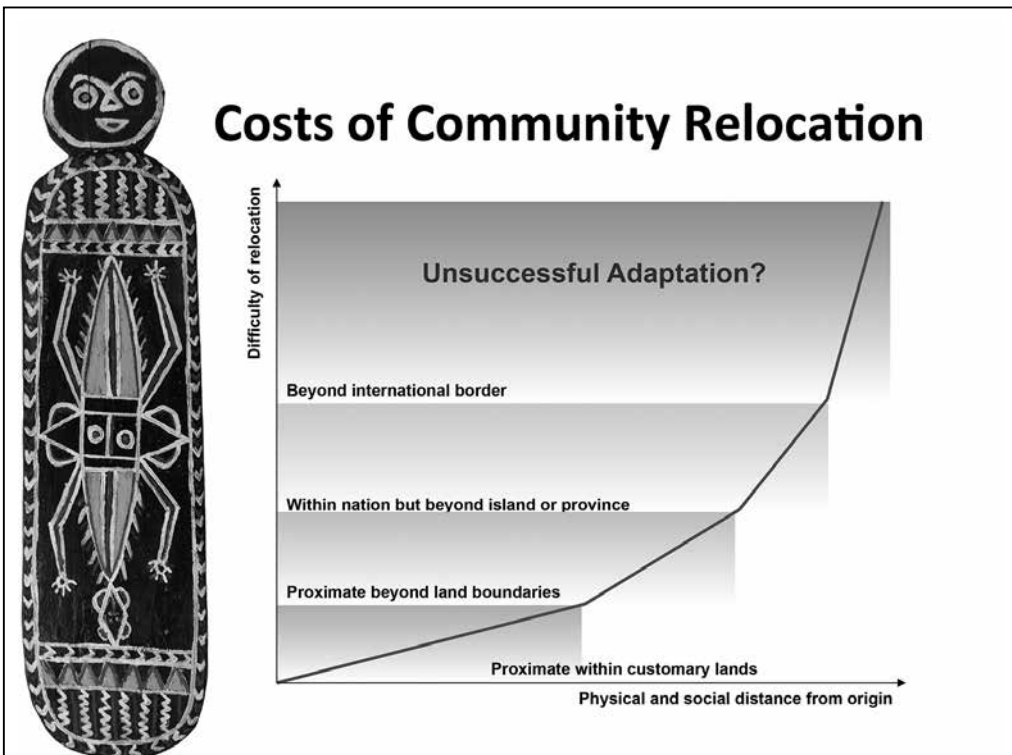 Costs of Community Relocation
Difficulty of relocation
Unsuccessful Adaptation?
Beyond international border
Within nation but beyond island or province
Proximate beyond land boundaries
Proximate within customary lands
Physical and social distance from origin